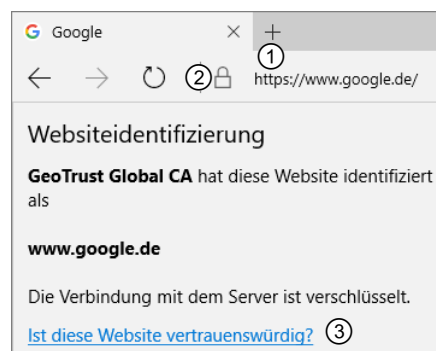 Google
①
② https://www.google.de/
Websiteidentifizierung
GeoTrust Global CA hat diese Website identifiziert
als
www.google.de
Die Verbindung mit dem Server ist verschlüsselt.
Ist diese Website vertrauenswürdig? ③